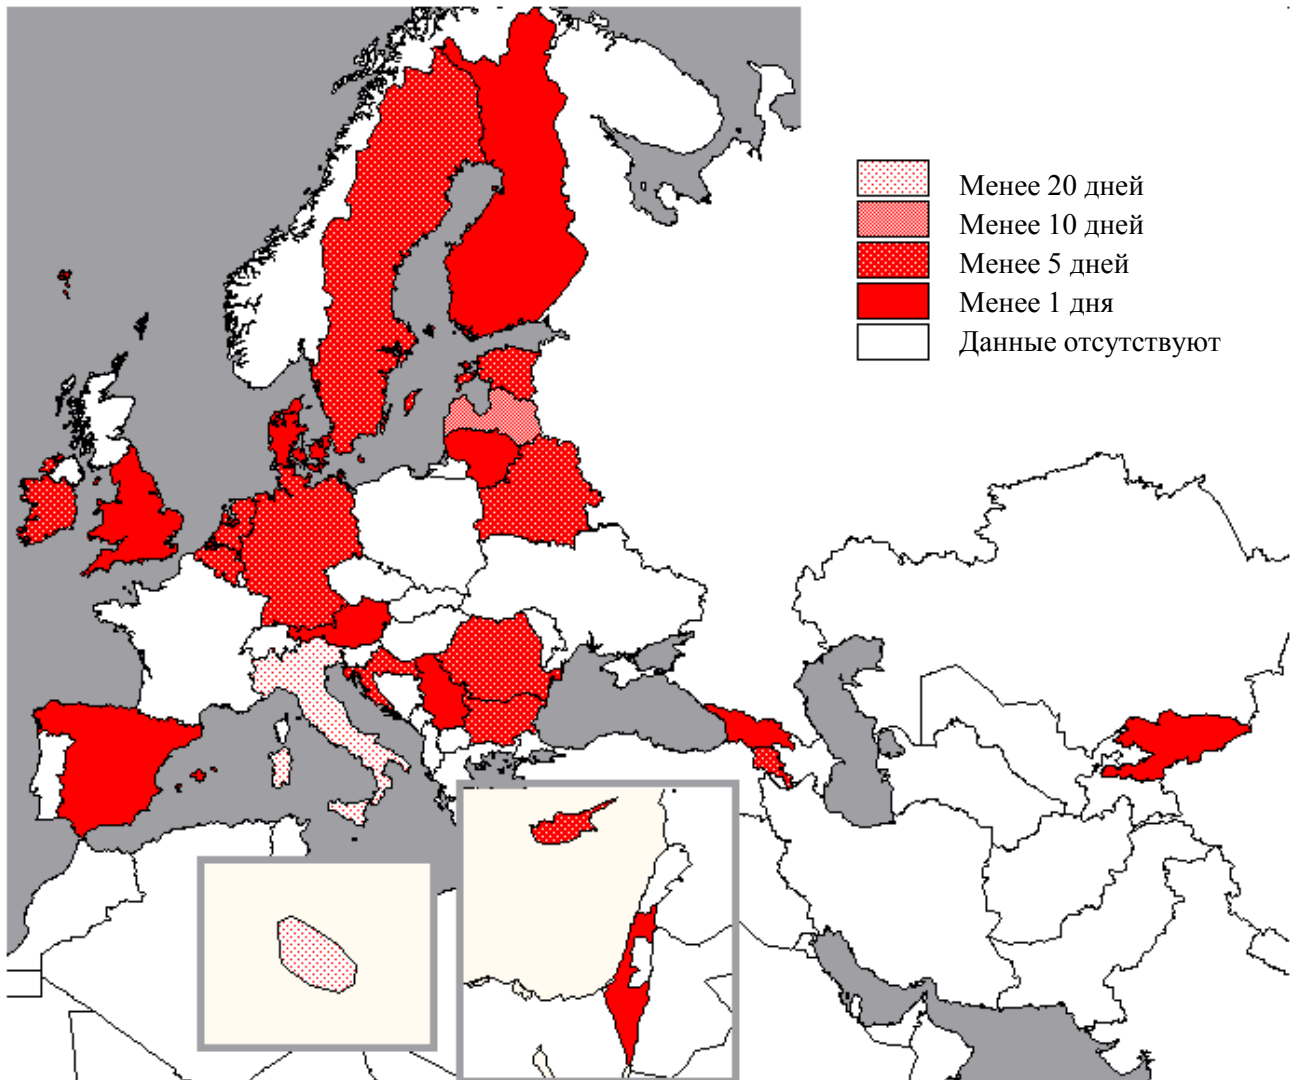 Менее 20 дней
Менее 10 дней
Менее 5 дней
Менее 1 дня
Данные отсутствуют